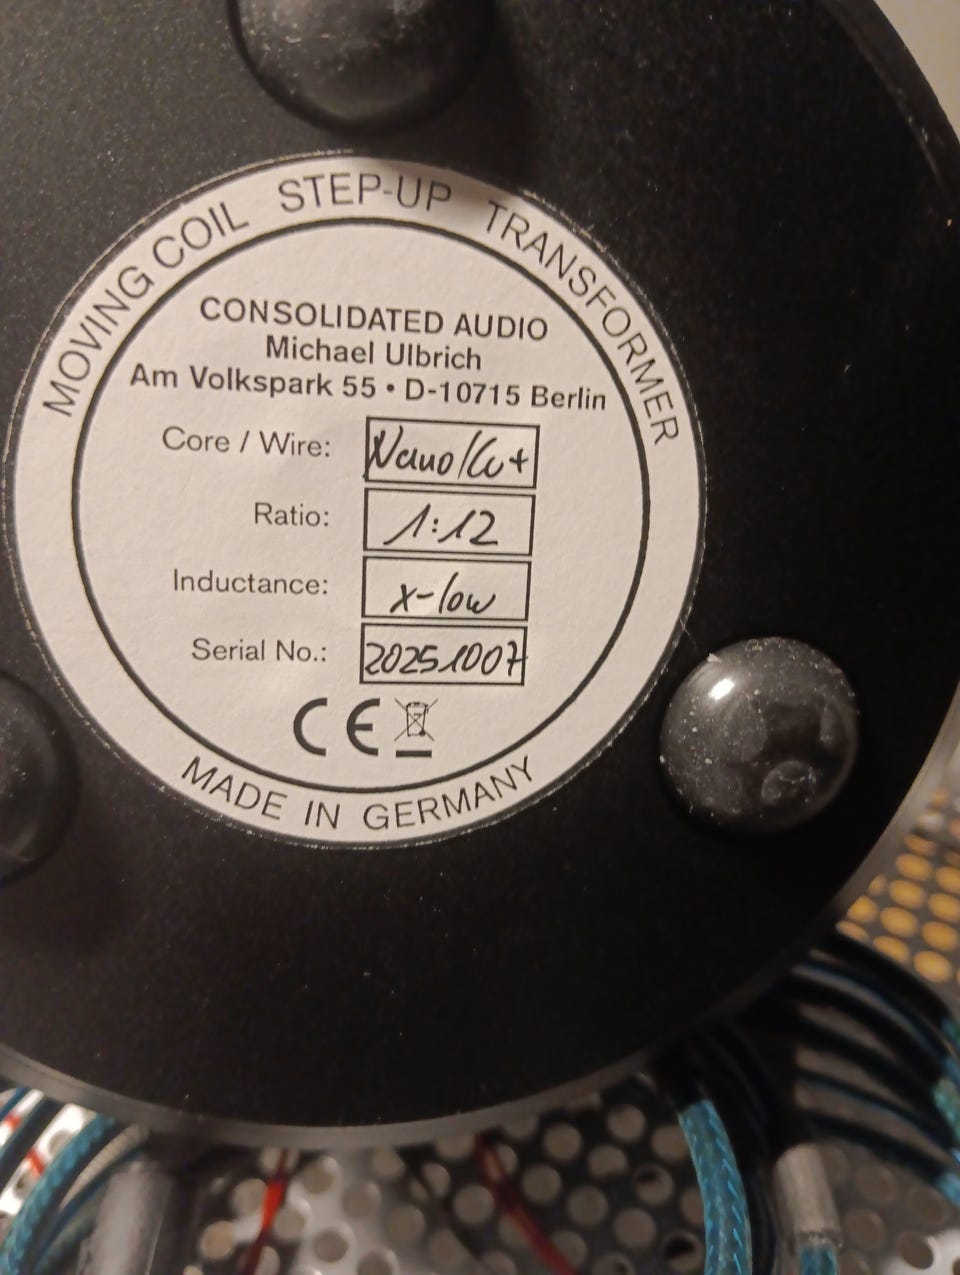 MOVING COIL STEP-UP TRANSFORMER
CONSOLIDATED AUDIO
Michael Ulbrich
Am Volkspark 55 • D-10715 Berlin
Core / Wire: Nano/Cu+
Ratio: 1:12
Inductance: x-low
Serial No.: 20251007
CE
MADE IN GERMANY